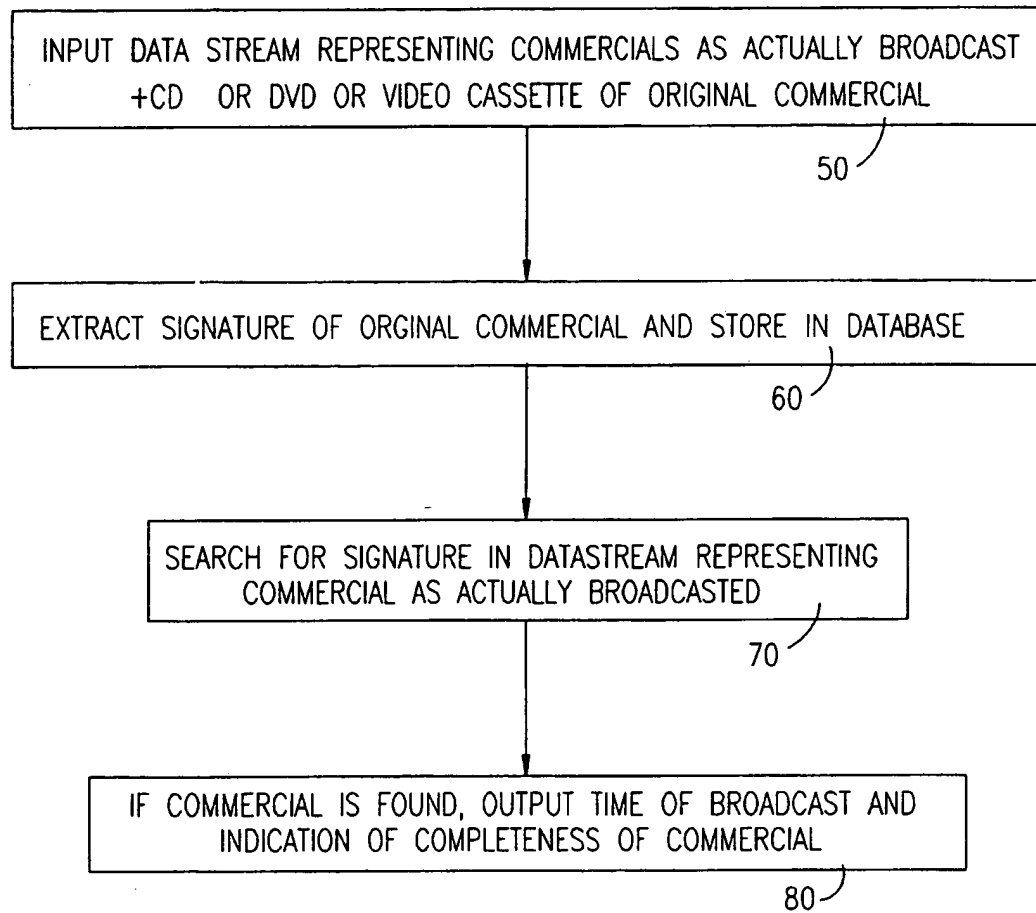 INPUT DATA STREAM REPRESENTING COMMERCIALS AS ACTUALLY BROADCAST
+CD OR DVD OR VIDEO CASSETTE OF ORIGINAL COMMERCIAL
50
EXTRACT SIGNATURE OF ORGINAL COMMERCIAL AND STORE IN DATABASE
60
SEARCH FOR SIGNATURE IN DATASTREAM REPRESENTING
COMMERCIAL AS ACTUALLY BROADCASTED
70
IF COMMERCIAL IS FOUND, OUTPUT TIME OF BROADCAST AND
INDICATION OF COMPLETENESS OF COMMERCIAL
80